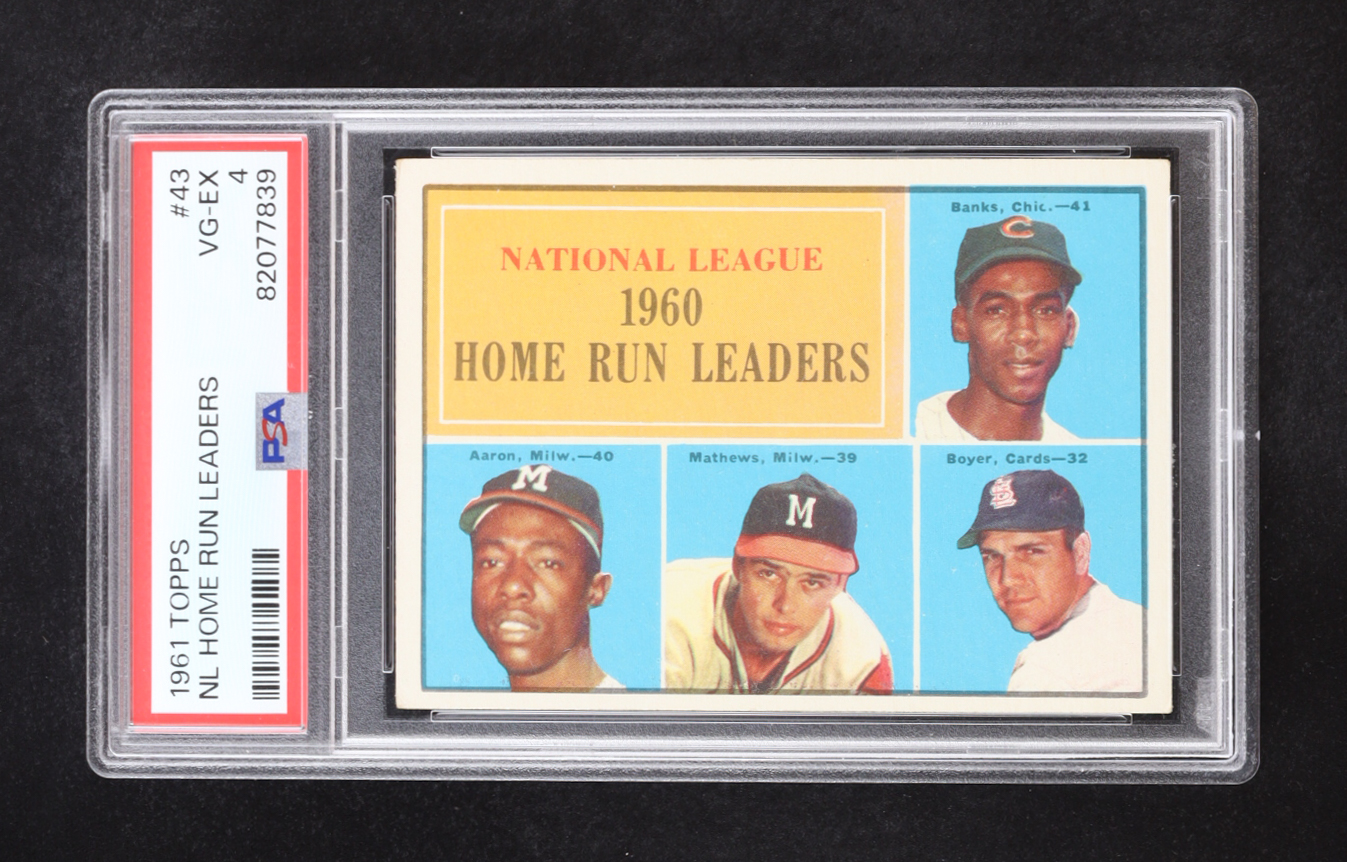 1961 TOPPS #43
NL HOME RUN LEADERS VG-EX
4
82077839
PSA
NATIONAL LEAGUE
1960
HOME RUN LEADERS
Banks, Chic.—41
C
Aaron, Milw.—40
M
Mathews, Milw.—39
M
Boyer, Cards—32
STL